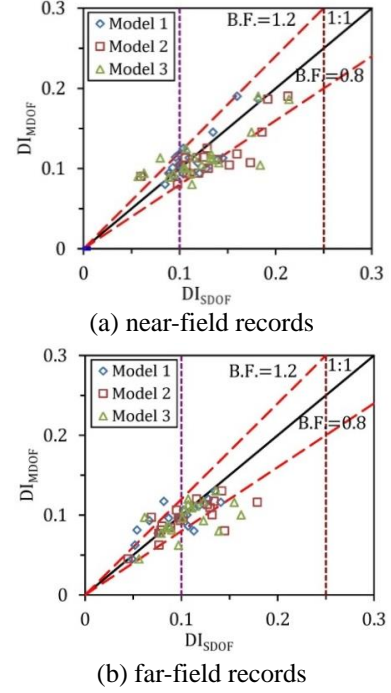 0.3
B.F.=1.2
1:1
Model 1
Model 2
Model 3
B.F.=0.8
0.2
0.1
0
DI_MDOF
0 0.1 0.2 0.3
DI_SDOF
(a) near-field records
0.3
B.F.=1.2
1:1
Model 1
Model 2
Model 3
B.F.=0.8
0.2
0.1
0
DI_MDOF
0 0.1 0.2 0.3
DI_SDOF
(b) far-field records